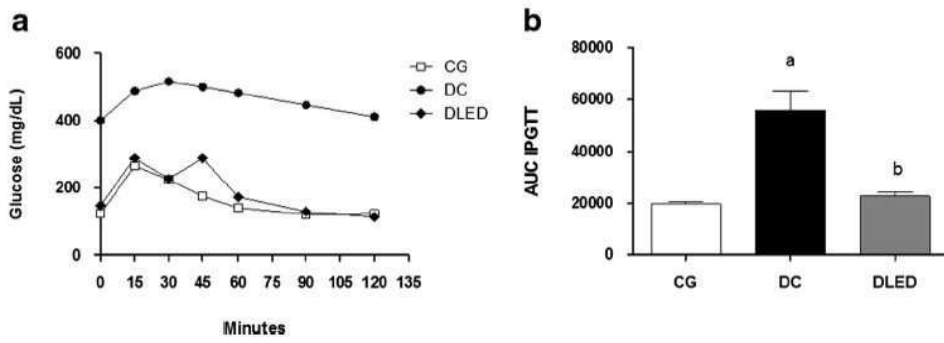 a
600
400
200
0
Glucose (mg/dL)
0 15 30 45 60 75 90 105 120 135
Minutes
CG
DC
DLED
b
80000
60000
40000
20000
0
AUC IPGTT
a
b
CG DC DLED